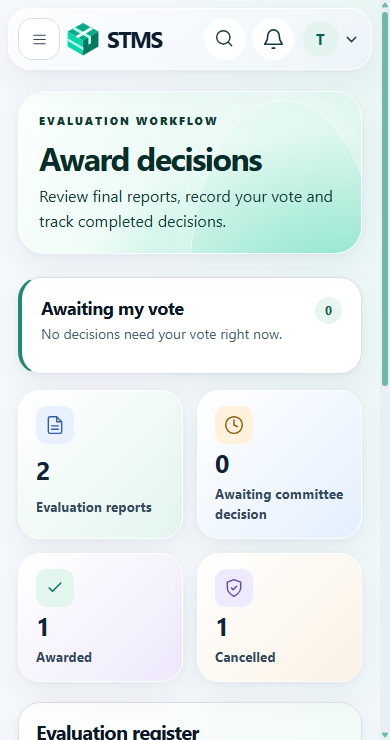 STMS
T
EVALUATION WORKFLOW
Award decisions
Review final reports, record your vote and
track completed decisions.
Awaiting my vote
0
No decisions need your vote right now.
2
Evaluation reports
0
Awaiting committee
decision
1
Awarded
1
Cancelled
Evaluation register